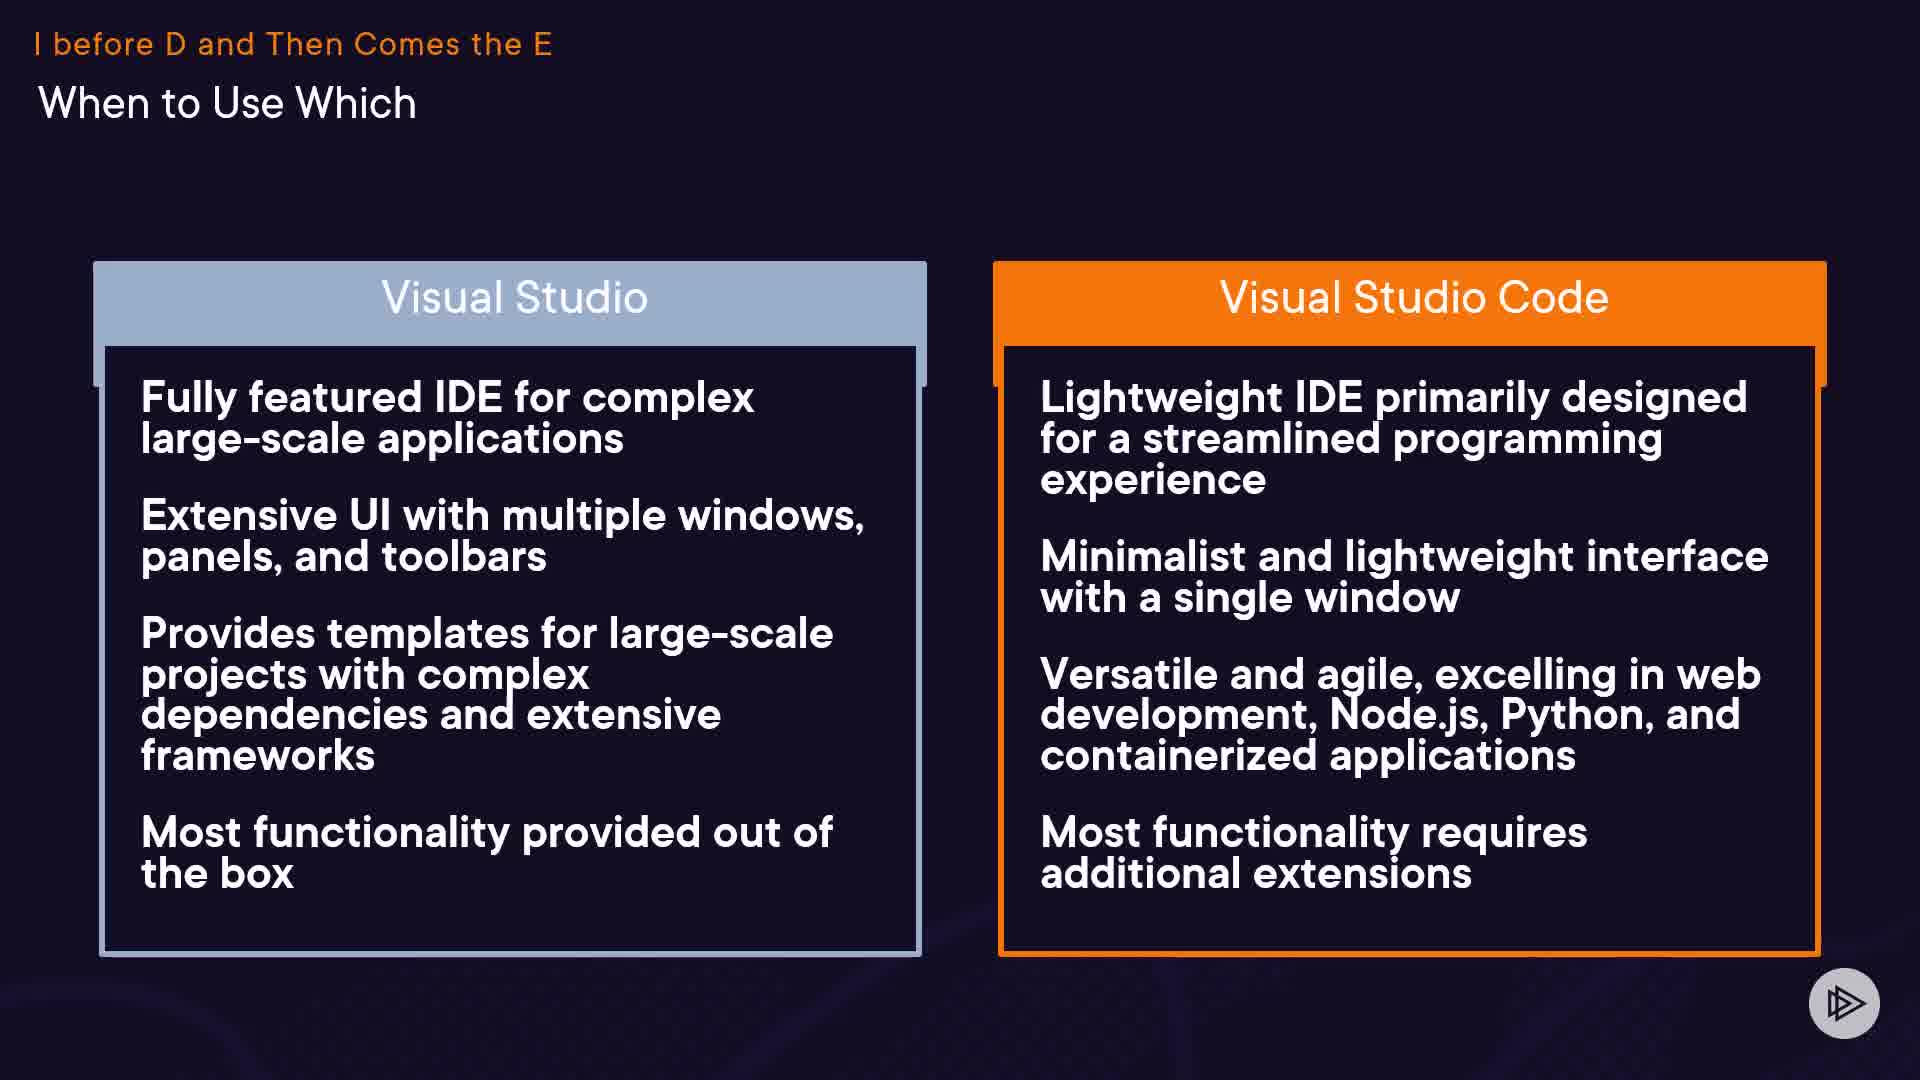 I before D and Then Comes the E
When to Use Which
Visual Studio
Fully featured IDE for complex
large-scale applications
Extensive UI with multiple windows,
panels, and toolbars
Provides templates for large-scale
projects with complex
dependencies and extensive
frameworks
Most functionality provided out of
the box
Visual Studio Code
Lightweight IDE primarily designed
for a streamlined programming
experience
Minimalist and lightweight interface
with a single window
Versatile and agile, excelling in web
development, Node.js, Python, and
containerized applications
Most functionality requires
additional extensions